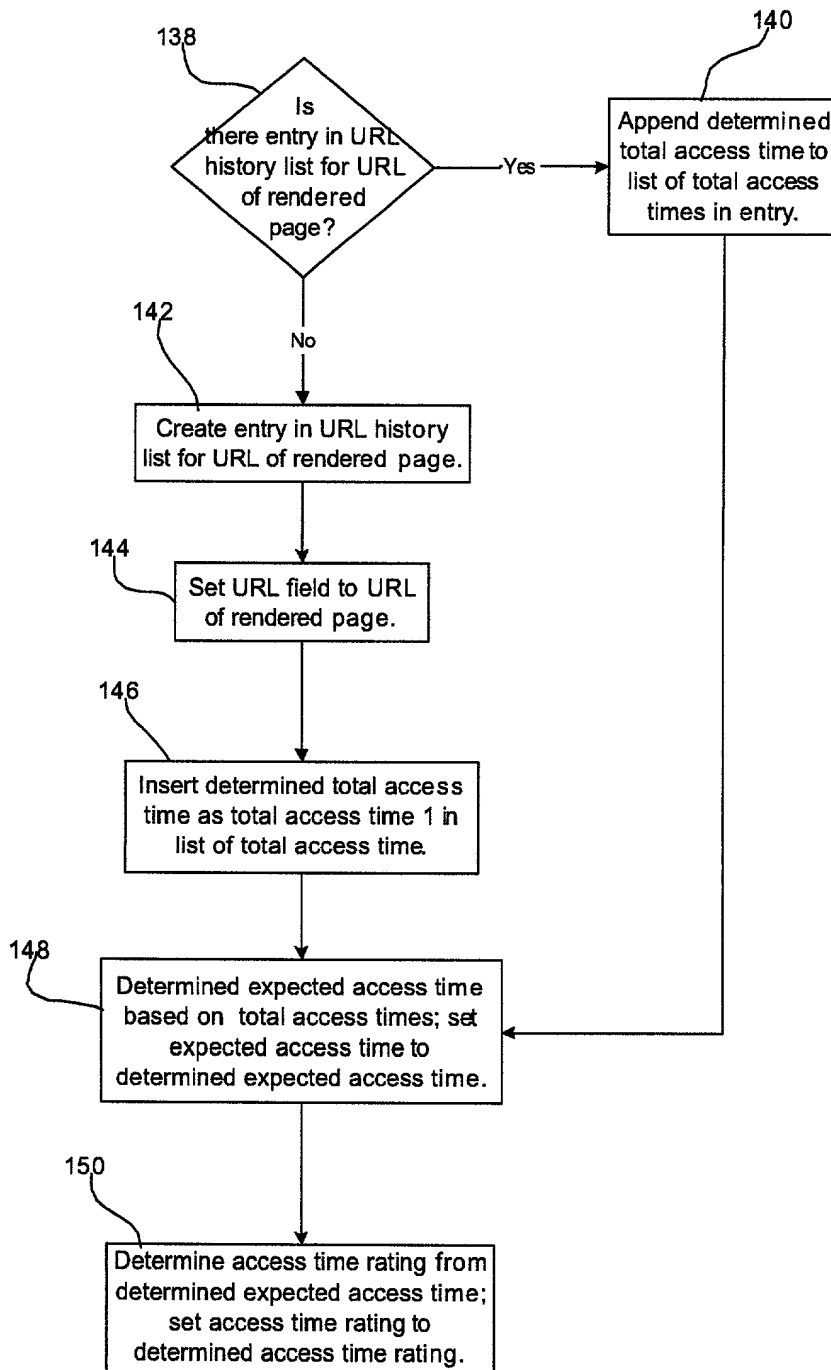 138
Is
there entry in URL
history list for URL
of rendered
page?
Yes
140
Append determined
total access time to
list of total access
times in entry.
No
142
Create entry in URL history
list for URL of rendered page.
144
Set URL field to URL
of rendered page.
146
Insert determined total access
time as total access time 1 in
list of total access time.
148
Determined expected access time
based on total access times; set
expected access time to
determined expected access time.
150
Determine access time rating from
determined expected access time;
set access time rating to
determined access time rating.